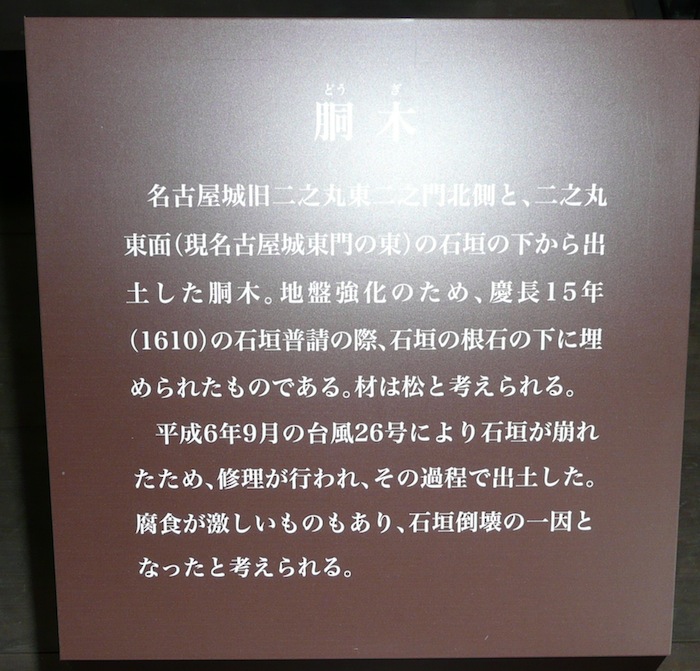 どう ぎ
胴木
名古屋城旧二之丸東二之門北側と、二之丸
東面(現名古屋城東門の東)の石垣の下から出
土した胴木。地盤強化のため、慶長15年
(1610)の石垣普請の際、石垣の根石の下に埋
められたものである。材は松と考えられる。
平成6年9月の台風26号により石垣が崩れ
たため、修理が行われ、その過程で出土した。
腐食が激しいものもあり、石垣倒壊の一因と
なったと考えられる。